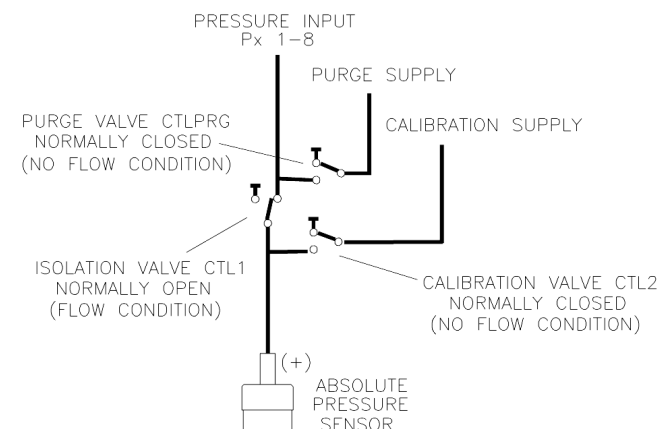 PRESSURE INPUT
Px 1-8
PURGE SUPPLY
PURGE VALVE CTLPRG
NORMALLY CLOSED
(NO FLOW CONDITION)
CALIBRATION SUPPLY
ISOLATION VALVE CTL1
NORMALLY OPEN
(FLOW CONDITION)
CALIBRATION VALVE CTL2
NORMALLY CLOSED
(NO FLOW CONDITION)
(+)
ABSOLUTE
PRESSURE
SENSOR